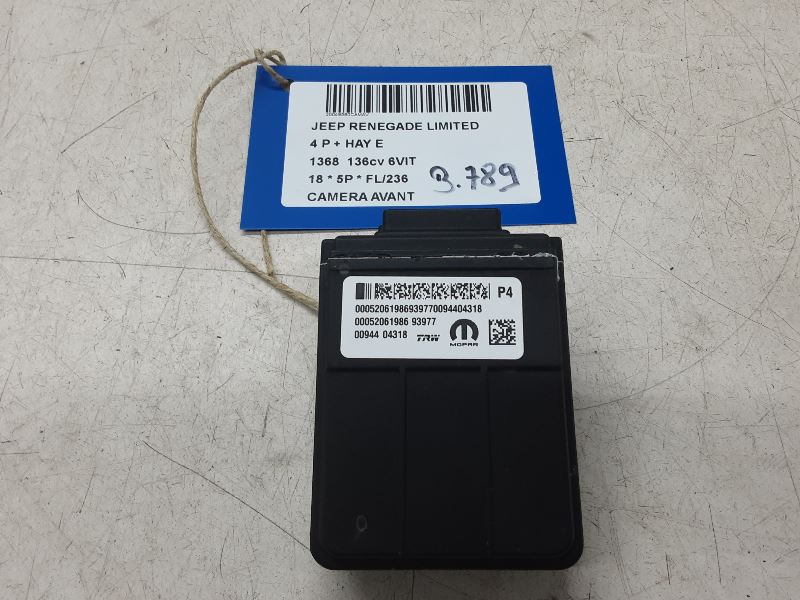 JEEP RENEGADE LIMITED
4 P + HAY E
1368 136cv 6VIT
18 * 5P * FL/236
B.789
CAMERA AVANT
P4
00052061986939770094404318
00052061986 93977
00944 04318 TRW MOPAR